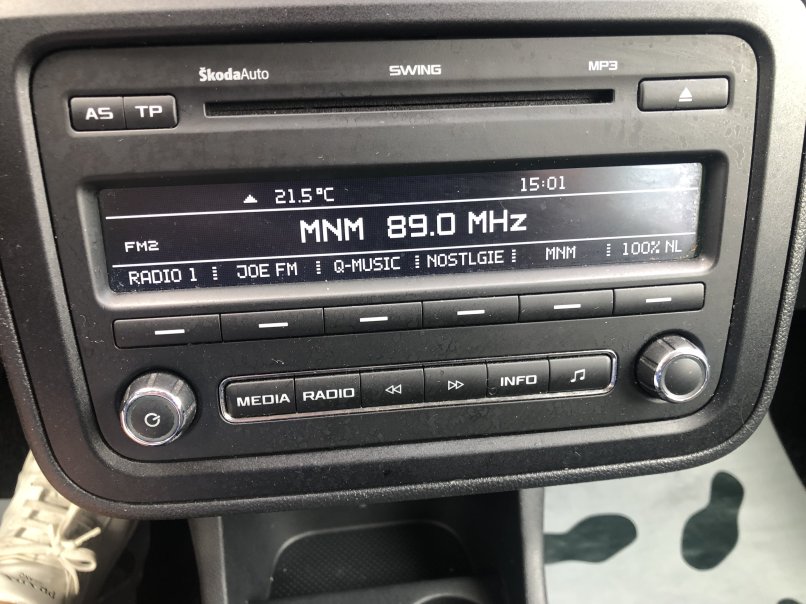 ŠkodaAuto SWING MP3
AS TP
21.5°C 15:01
MNM 89.0 MHz
FM2
RADIO 1 JOE FM Q-MUSIC NOSTLGIE MNM 100% NL
MEDIA RADIO INFO